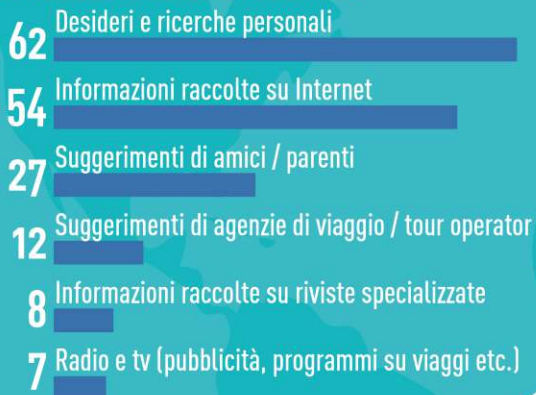 62 Desideri e ricerche personali
54 Informazioni raccolte su Internet
27 Suggerimenti di amici / parenti
12 Suggerimenti di agenzie di viaggio / tour operator
8 Informazioni raccolte su riviste specializzate
7 Radio e tv (pubblicità, programmi su viaggi etc.)